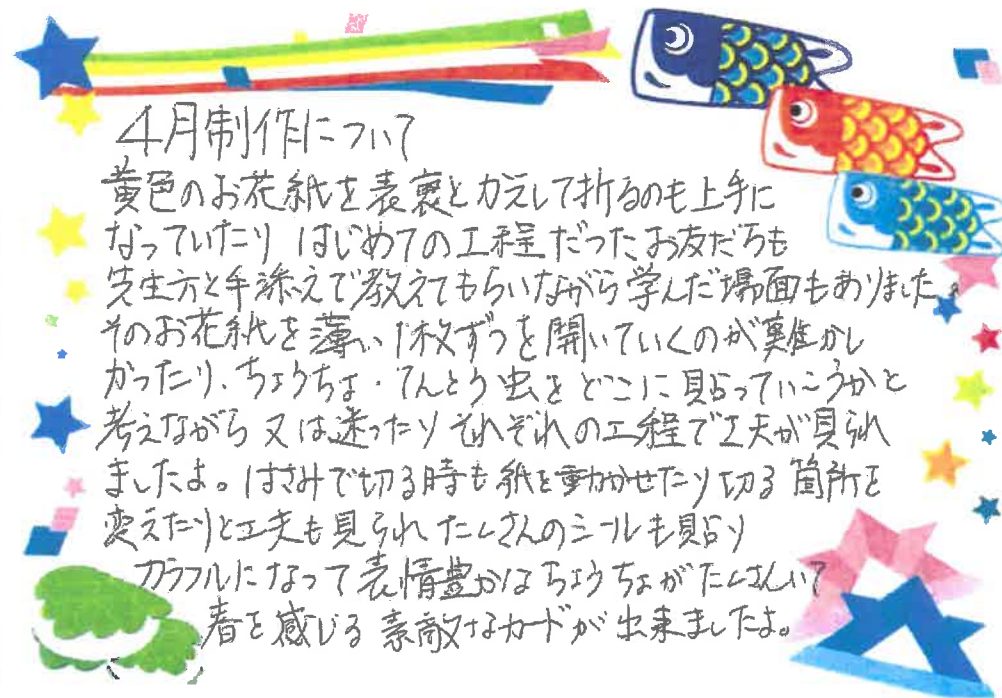 4月制作について
黄色のお花紙を表裏とかえして折るのも上手に
なっていたり はじめての工程だったお友だちも
先生方と手添えで教えてもらいながら学んだ場面もありました。
そのお花紙を薄い1枚ずつを開いていくのが難かし
かったり、ちょうちょ・てんとう虫をどこに貼っていこうかと
考えながら又は迷ったりそれぞれの工程で工夫が見られ
ましたよ。はさみで切る時も紙を動かせたり切る箇所を
変えたりと工夫も見られたくさんのシールも貼り
カラフルになって表情豊かなちょうちょがたくさんいて
春を感じる素敵なカードが出来ましたよ。